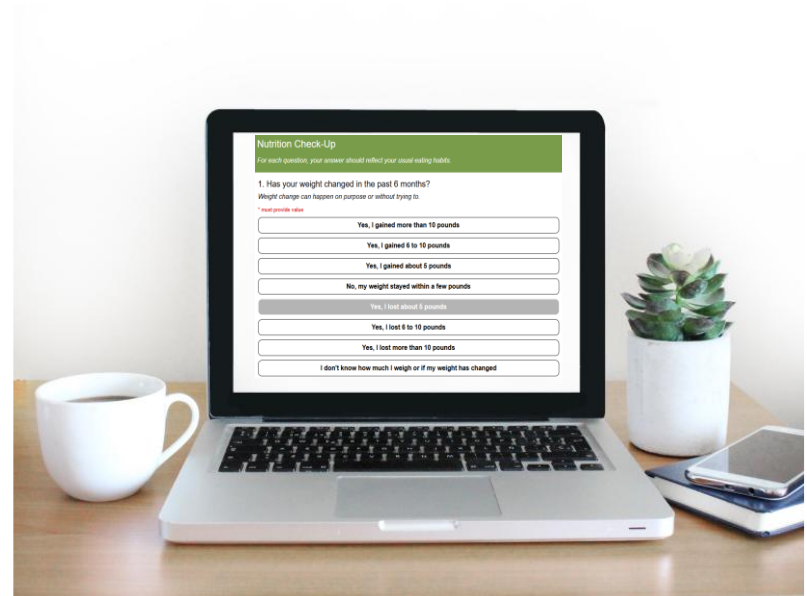 Nutrition Check-Up
For each question, your answer should reflect your usual eating habits.
1. Has your weight changed in the past 6 months?
Weight change can happen on purpose or without trying to.
* must provide value
Yes, I gained more than 10 pounds
Yes, I gained 6 to 10 pounds
Yes, I gained about 5 pounds
No, my weight stayed within a few pounds
Yes, I lost about 5 pounds
Yes, I lost 6 to 10 pounds
Yes, I lost more than 10 pounds
I don't know how much I weigh or if my weight has changed